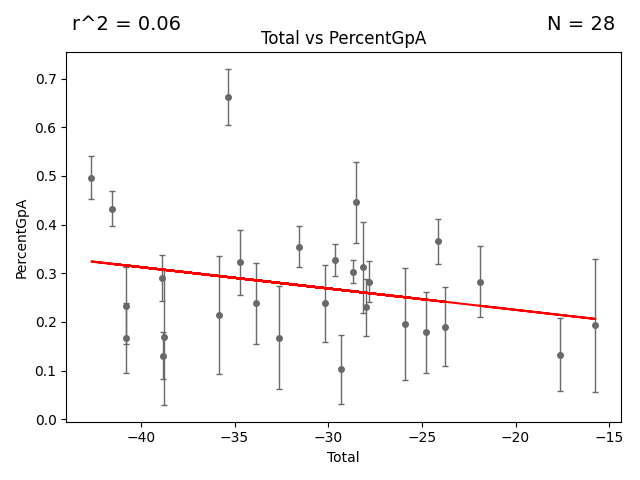 r^2 = 0.06
N = 28
Total vs PercentGpA
PercentGpA
0.7
0.6
0.5
0.4
0.3
0.2
0.1
0.0
−40
−35
−30
−25
−20
−15
Total